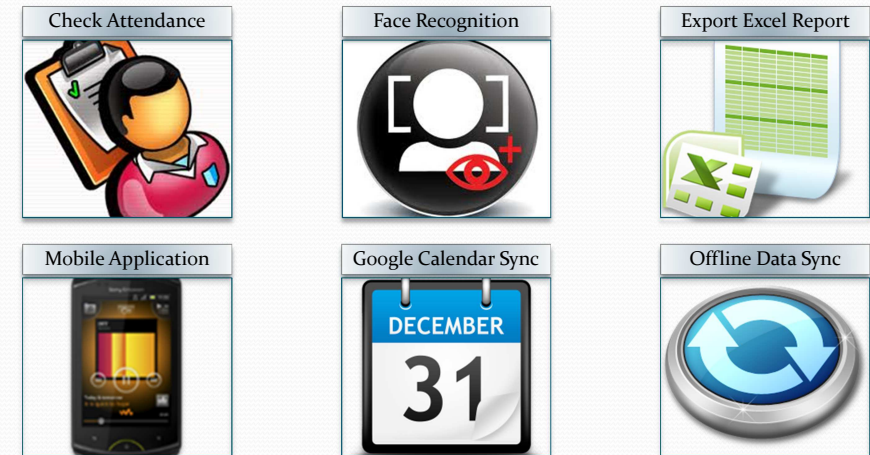 Check Attendance
Face Recognition
Export Excel Report
Mobile Application
Google Calendar Sync
Offline Data Sync
DECEMBER
31